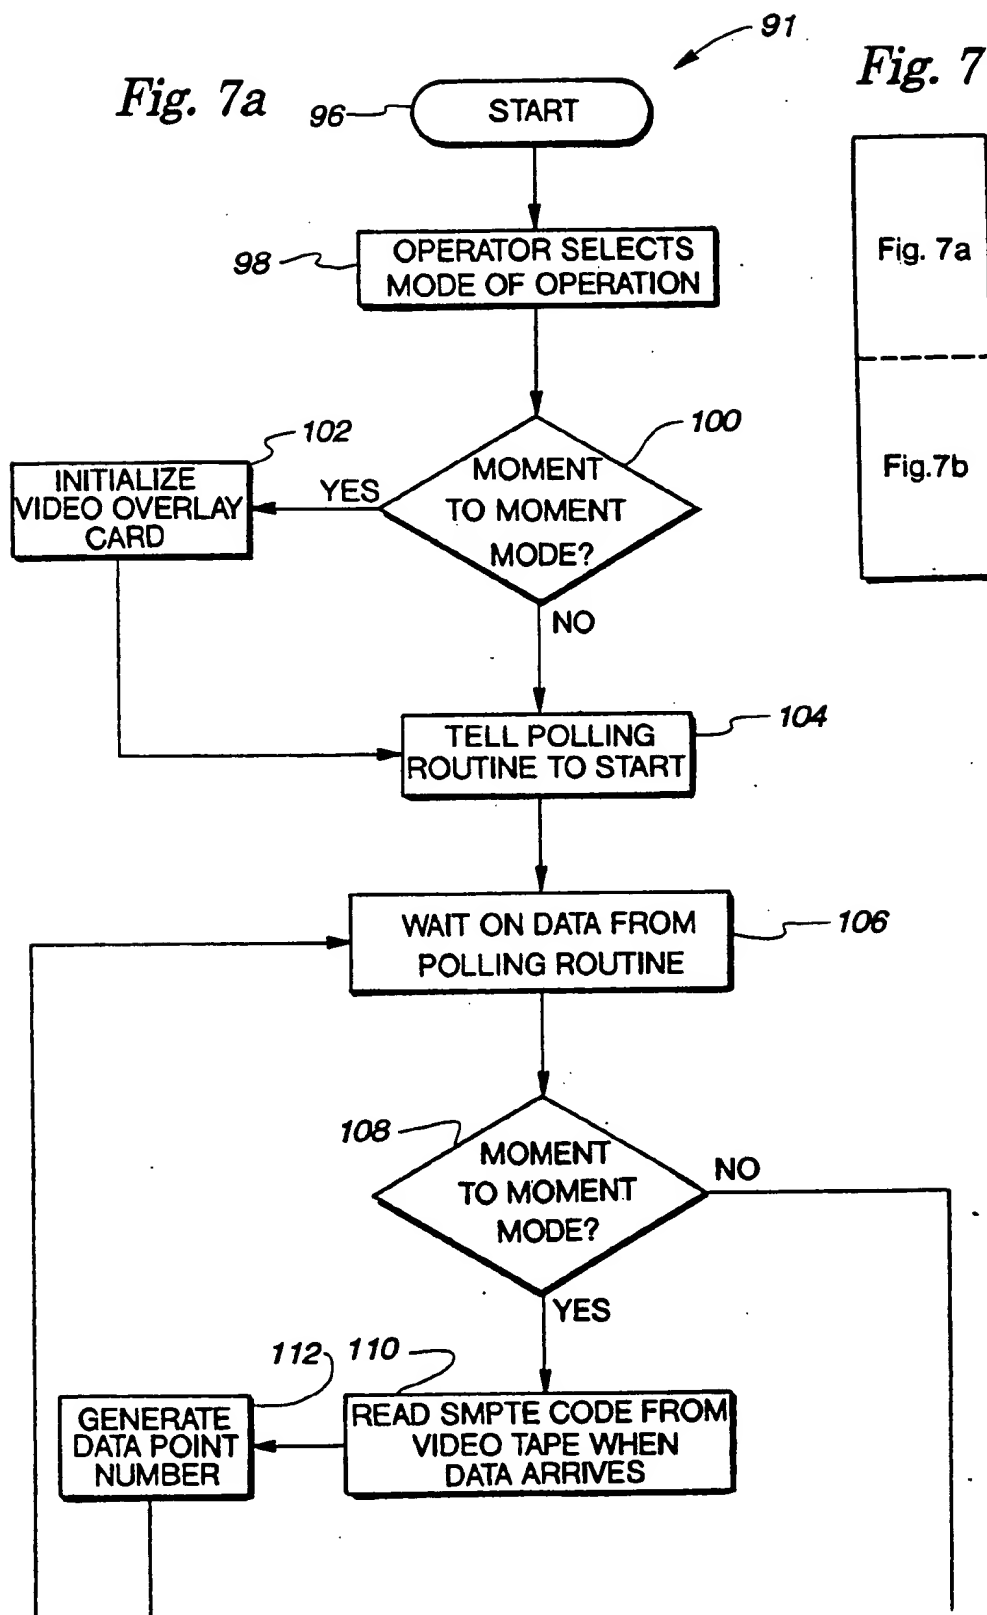 91
Fig. 7a
Fig. 7
96
START
98
OPERATOR SELECTS
MODE OF OPERATION
Fig. 7a
102
100
INITIALIZE
VIDEO OVERLAY
CARD
YES
MOMENT
TO MOMENT
MODE?
Fig.7b
NO
TELL POLLING
ROUTINE TO START
104
WAIT ON DATA FROM
POLLING ROUTINE
106
108
MOMENT
TO MOMENT
MODE?
NO
YES
112
110
GENERATE
DATA POINT
NUMBER
READ SMPTE CODE FROM
VIDEO TAPE WHEN
DATA ARRIVES